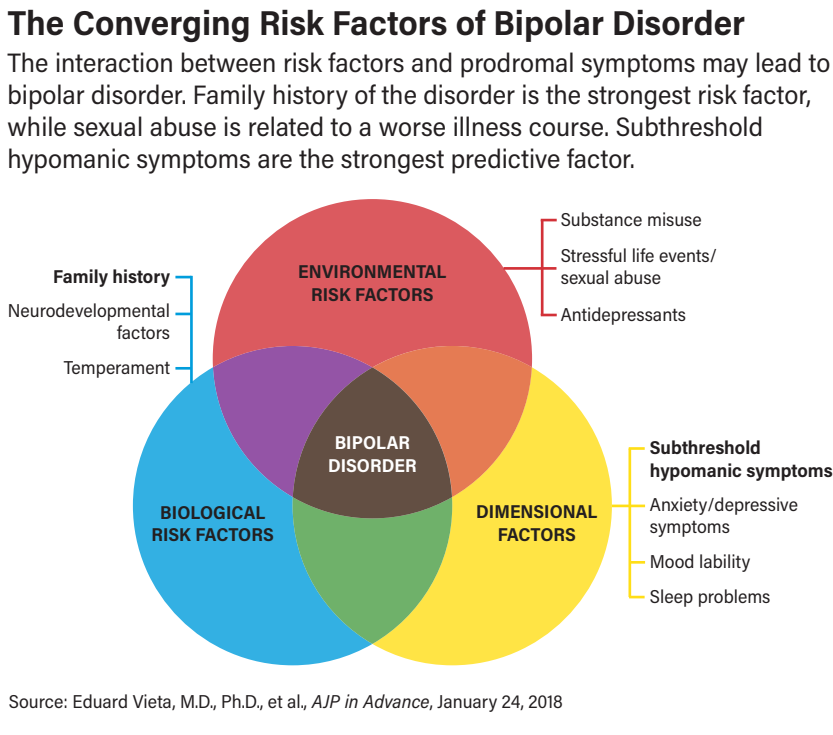 The Converging Risk Factors of Bipolar Disorder
The interaction between risk factors and prodromal symptoms may lead to
bipolar disorder. Family history of the disorder is the strongest risk factor,
while sexual abuse is related to a worse illness course. Subthreshold
hypomanic symptoms are the strongest predictive factor.
ENVIRONMENTAL
RISK FACTORS
Substance misuse
Stressful life events/
sexual abuse
Antidepressants
Family history
Neurodevelopmental
factors
Temperament
BIPOLAR
DISORDER
BIOLOGICAL
RISK FACTORS
DIMENSIONAL
FACTORS
Subthreshold
hypomanic symptoms
Anxiety/depressive
symptoms
Mood lability
Sleep problems
Source: Eduard Vieta, M.D., Ph.D., et al., AJP in Advance, January 24, 2018